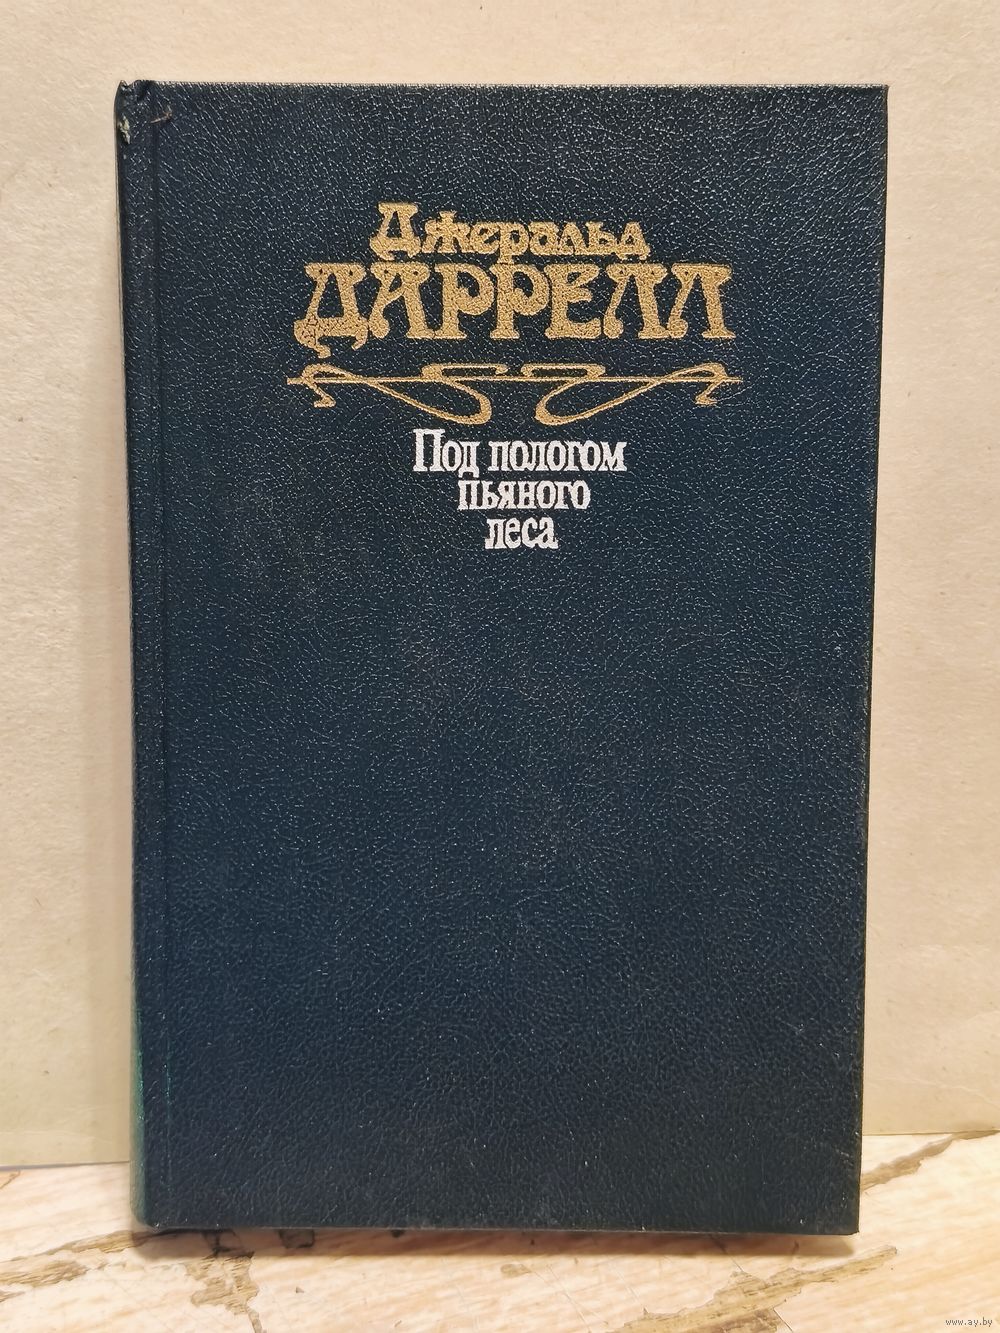 Джеральд
ДАРРЕЛЛ
Под пологом
пьяного
леса
www.ay.by